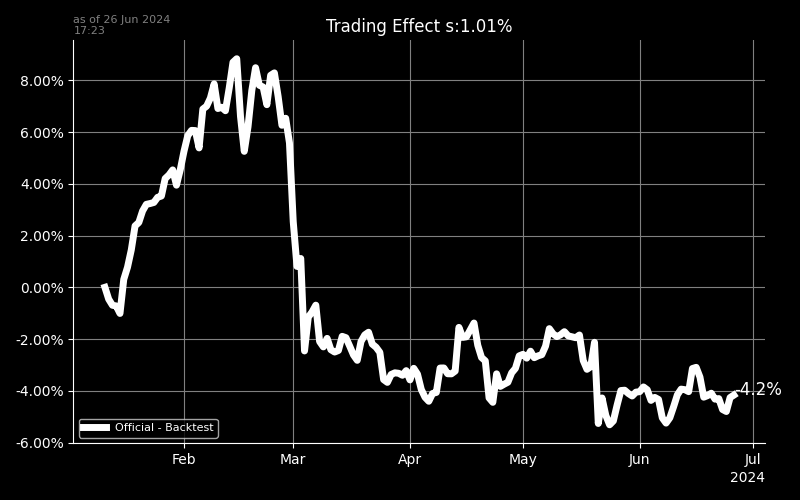 as of 26 Jun 2024
17:23
Trading Effect s:1.01%
8.00%
6.00%
4.00%
2.00%
0.00%
-2.00%
-4.00%
-6.00%
-4.2%
Official - Backtest
Feb
Mar
Apr
May
Jun
Jul
2024